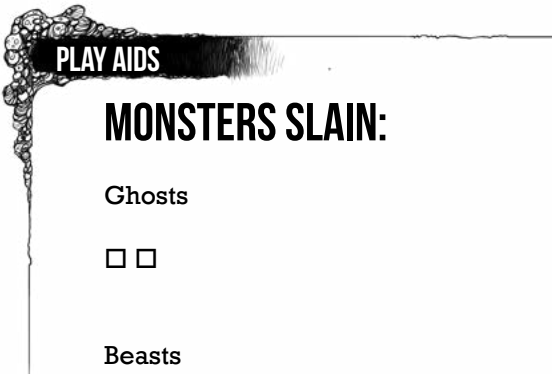 PLAY AIDS
MONSTERS SLAIN:
Ghosts
☐ ☐
Beasts